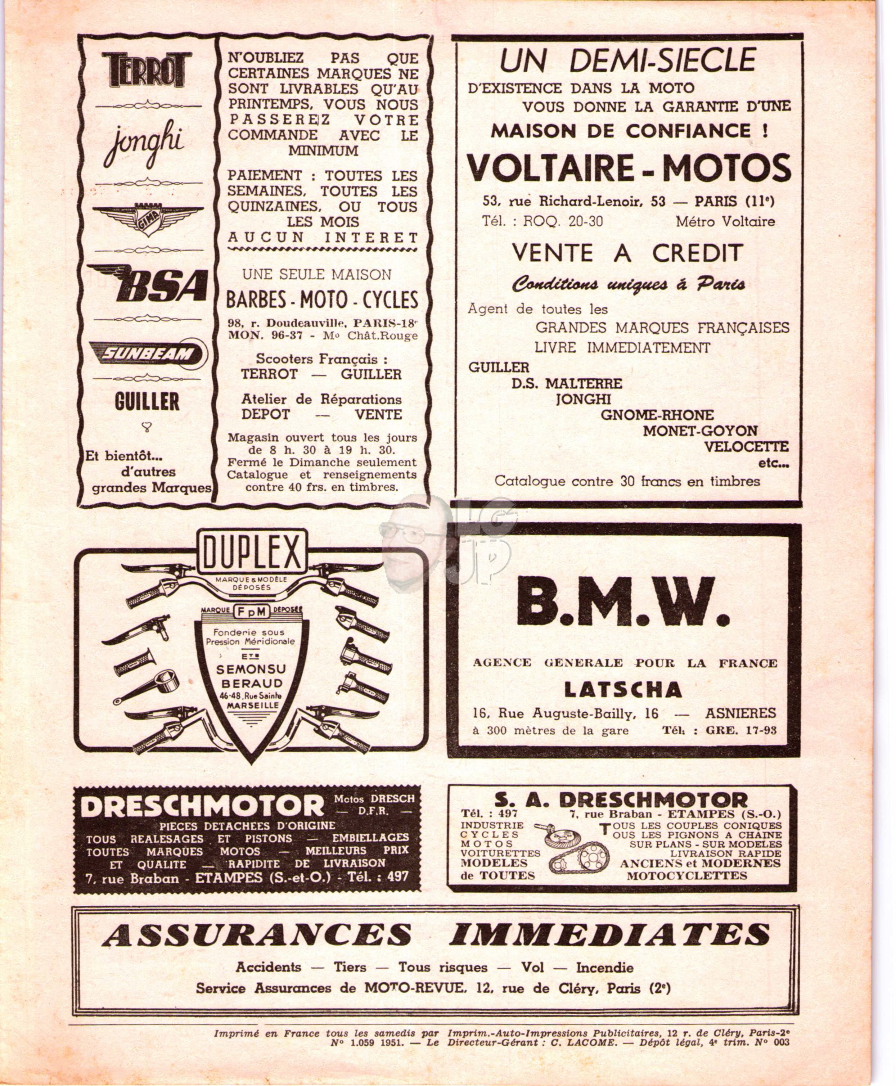 TERROT
jonghi
GIMA
BSA
SUNBEAM
GUILLER
Et bientôt...
d'autres
grandes Marques
N'OUBLIEZ PAS QUE
CERTAINES MARQUES NE
SONT LIVRABLES QU'AU
PRINTEMPS, VOUS NOUS
PASSEREZ VOTRE
COMMANDE AVEC LE
MINIMUM
PAIEMENT : TOUTES LES
SEMAINES, TOUTES LES
QUINZAINES, OU TOUS
LES MOIS
AUCUN INTERET
UNE SEULE MAISON
BARBES - MOTO - CYCLES
98, r. Doudeauville, PARIS-18e
MON. 96-37 - Mo Chât.Rouge
Scooters Français :
TERROT — GUILLER
Atelier de Réparations
DEPOT — VENTE
Magasin ouvert tous les jours
de 8 h. 30 à 19 h. 30.
Fermé le Dimanche seulement
Catalogue et renseignements
contre 40 frs. en timbres.
UN DEMI-SIECLE
D'EXISTENCE DANS LA MOTO
VOUS DONNE LA GARANTIE D'UNE
MAISON DE CONFIANCE !
VOLTAIRE - MOTOS
53, rue Richard-Lenoir, 53 — PARIS (11e)
Tél. : ROQ. 20-30 Métro Voltaire
VENTE A CREDIT
Conditions uniques à Paris
Agent de toutes les
GRANDES MARQUES FRANÇAISES
LIVRE IMMEDIATEMENT
GUILLER
D.S. MALTERRE
JONGHI
GNOME-RHONE
MONET-GOYON
VELOCETTE
etc...
Catalogue contre 30 francs en timbres
LG
JP
DUPLEX
MARQUE & MODÈLE
DÉPOSÉS
MARQUE FpM DÉPOSÉE
Fonderie sous
Pression Méridionale
ETS
SEMONSU
BERAUD
46-48, Rue Sainte
MARSEILLE
B.M.W.
AGENCE GENERALE POUR LA FRANCE
LATSCHA
16, Rue Auguste-Bailly, 16 — ASNIERES
à 300 mètres de la gare Tél: : GRE. 17-93
DRESCHMOTOR Motos DRESCH
— D.F.R. —
PIECES DETACHEES D'ORIGINE
TOUS REALESAGES ET PISTONS — EMBIELLAGES
TOUTES MARQUES MOTOS — MEILLEURS PRIX
ET QUALITE — RAPIDITE DE LIVRAISON
7, rue Braban - ETAMPES (S.-et-O.) - Tél. : 497
S. A. DRESCHMOTOR
Tél. : 497 7, rue Braban - ETAMPES (S.-O.)
INDUSTRIE
CYCLES
MOTOS
VOITURETTES
MODELES
de TOUTES
TOUS LES COUPLES CONIQUES
OUS LES PIGNONS A CHAINE
SUR PLANS - SUR MODELES
LIVRAISON RAPIDE
ANCIENS et MODERNES
MOTOCYCLETTES
ASSURANCES IMMEDIATES
Accidents — Tiers — Tous risques — Vol — Incendie
Service Assurances de MOTO-REVUE, 12, rue de Cléry, Paris (2e)
Imprimé en France tous les samedis par Imprim.-Auto-Impressions Publicitaires, 12 r. de Cléry, Paris-2e
No 1.059 1951. — Le Directeur-Gérant : C. LACOME. — Dépôt légal, 4e trim. No 003